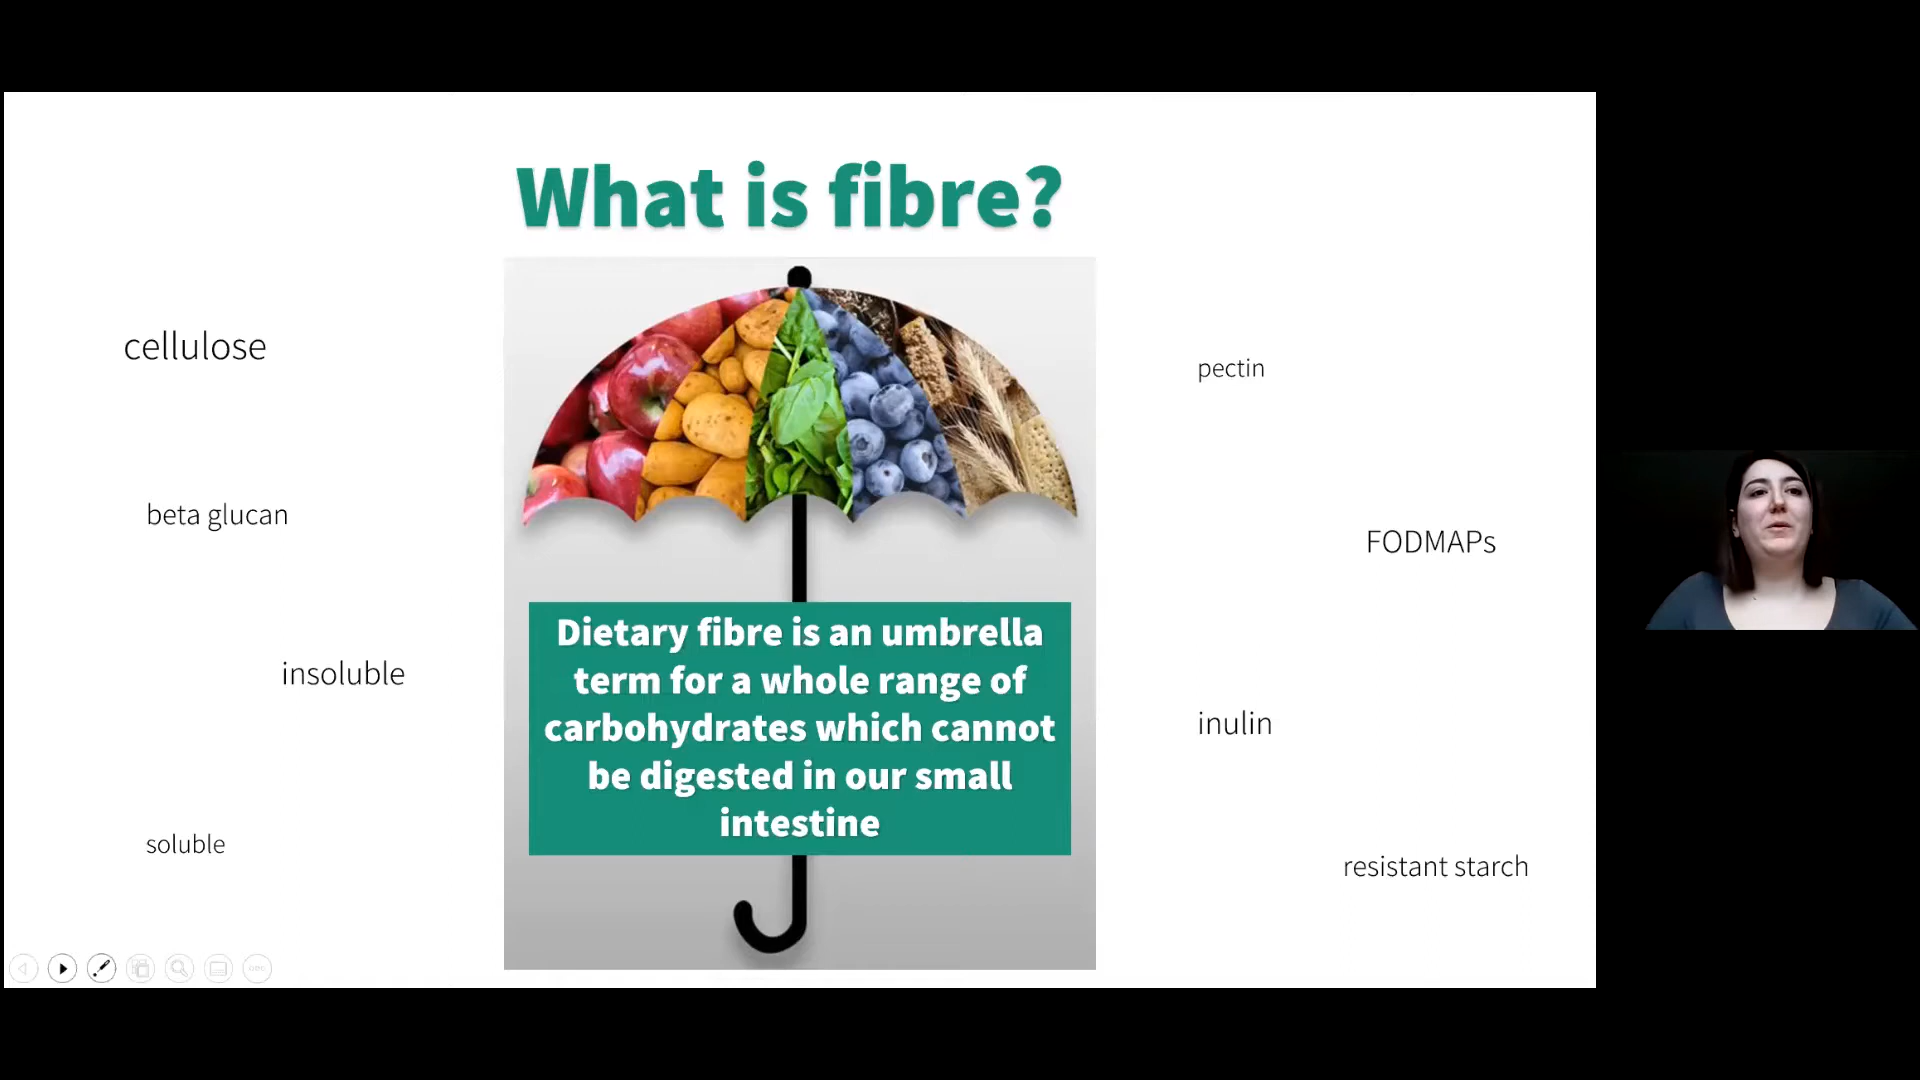 What is fibre?
cellulose
pectin
beta glucan
FODMAPs
Dietary fibre is an umbrella
term for a whole range of
carbohydrates which cannot
be digested in our small
intestine
insoluble
inulin
soluble
resistant starch